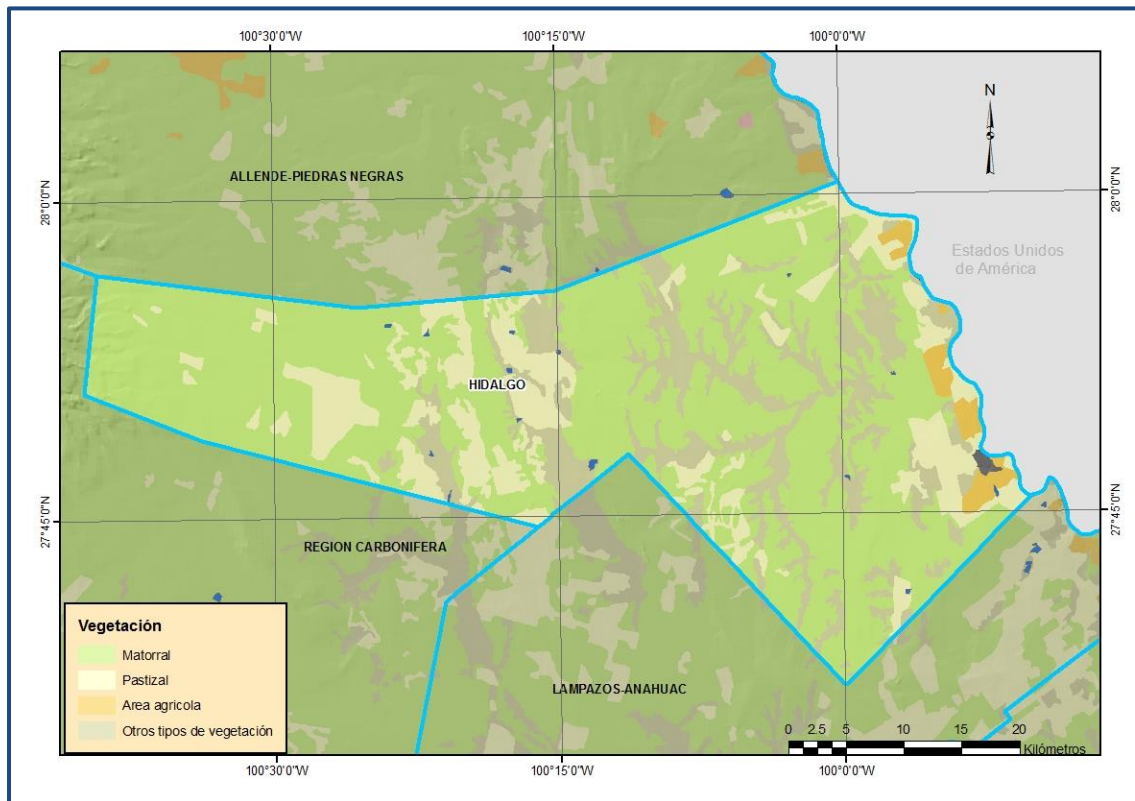 100°30'0"W
100°15'0"W
100°0'0"W
N
ALLENDE-PIEDRAS NEGRAS
28°0'0"N
28°0'0"N
Estados Unidos
de América
HIDALGO
27°45'0"N
27°45'0"N
REGION CARBONIFERA
LAMPAZOS-ANAHUAC
Vegetación
Matorral
Pastizal
Area agricola
Otros tipos de vegetación
0 2.5 5 10 15 20
Kilómetros
100°30'0"W
100°15'0"W
100°0'0"W